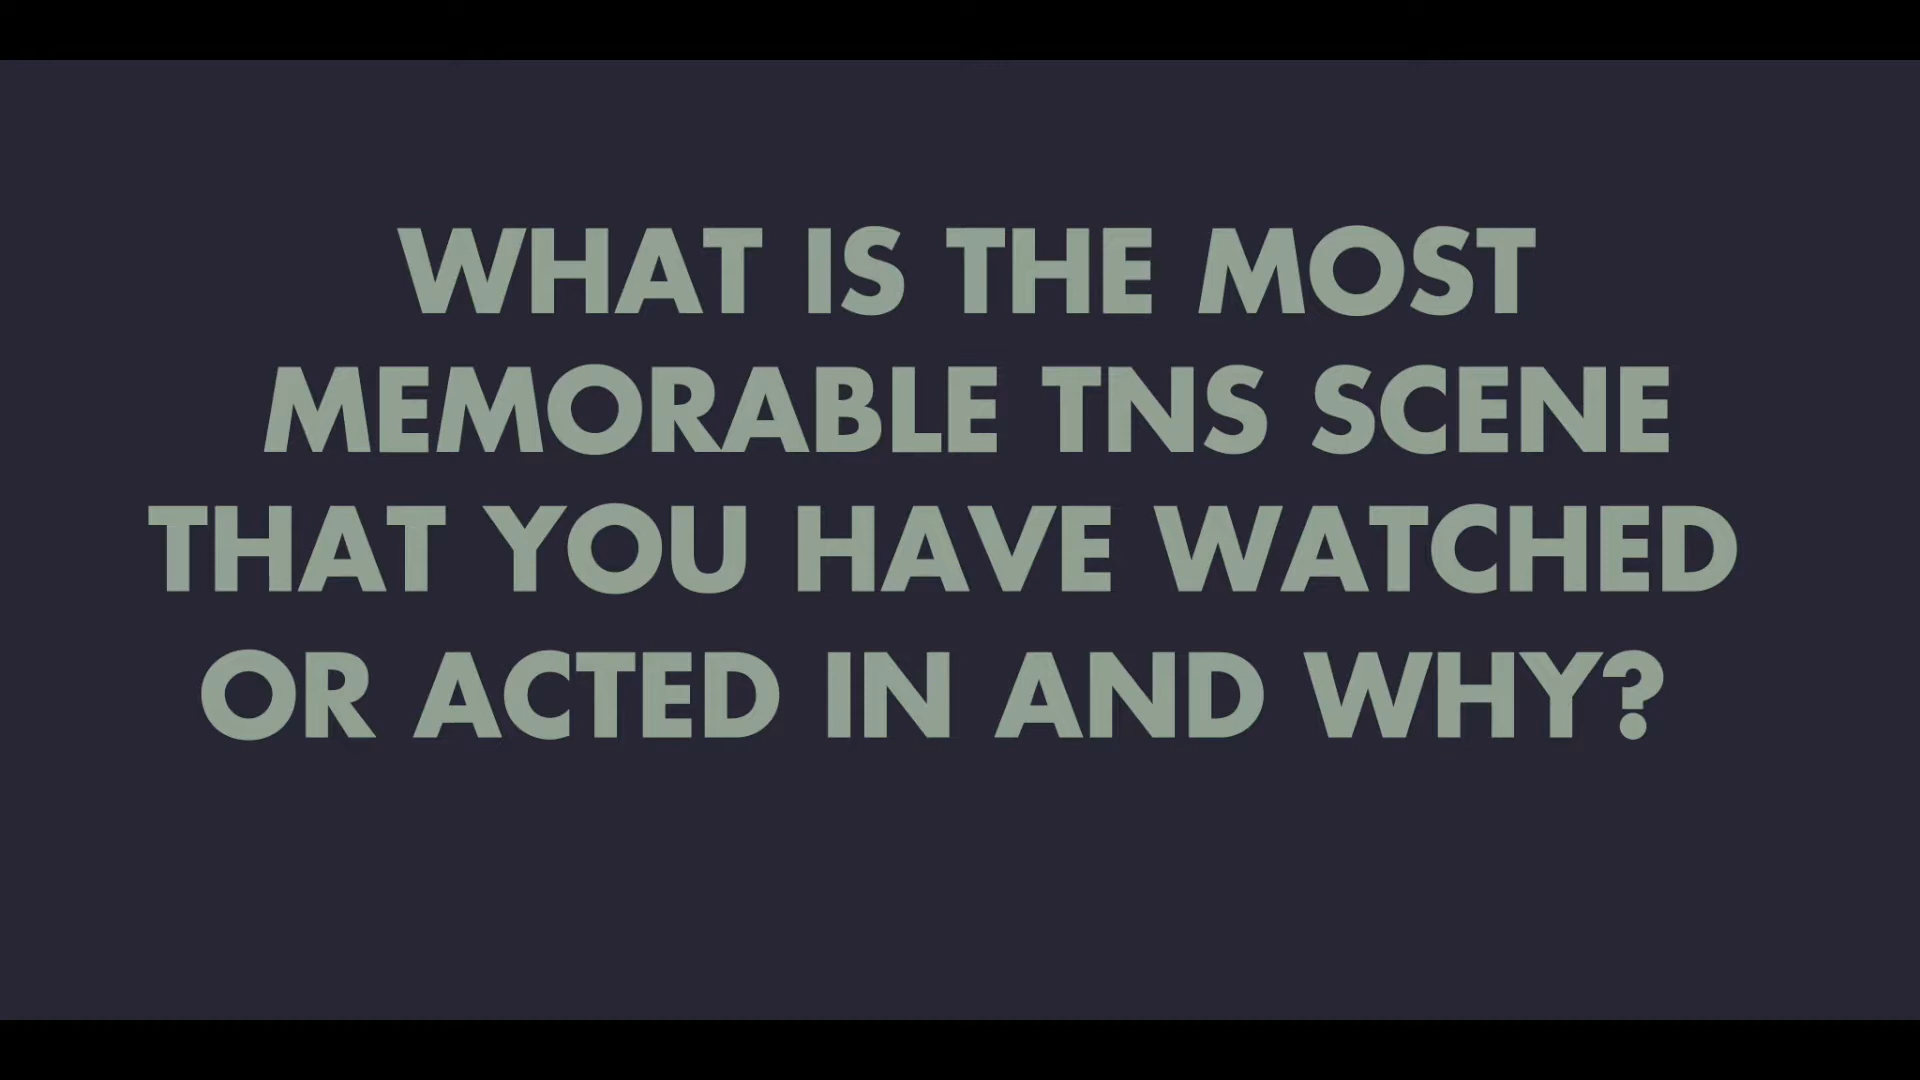 WHAT IS THE MOST
MEMORABLE TNS SCENE
THAT YOU HAVE WATCHED
OR ACTED IN AND WHY?